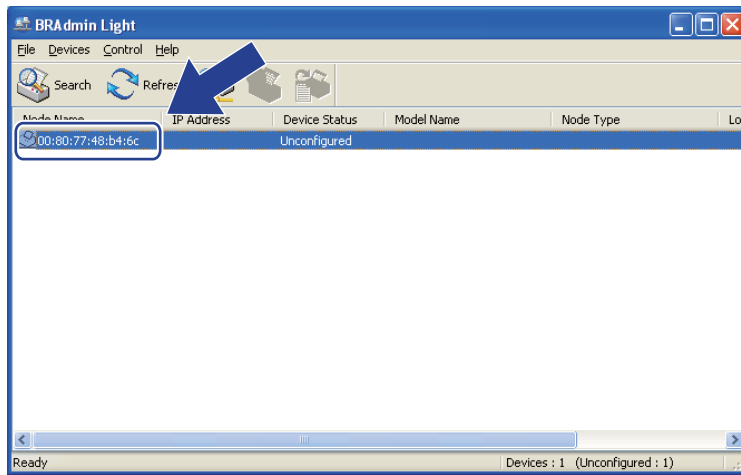 BRAdmin Light
File Devices Control Help
Search Refres
Node Name IP Address Device Status Model Name Node Type Lo
00:80:77:48:b4:6c Unconfigured
Ready Devices : 1 (Unconfigured : 1)